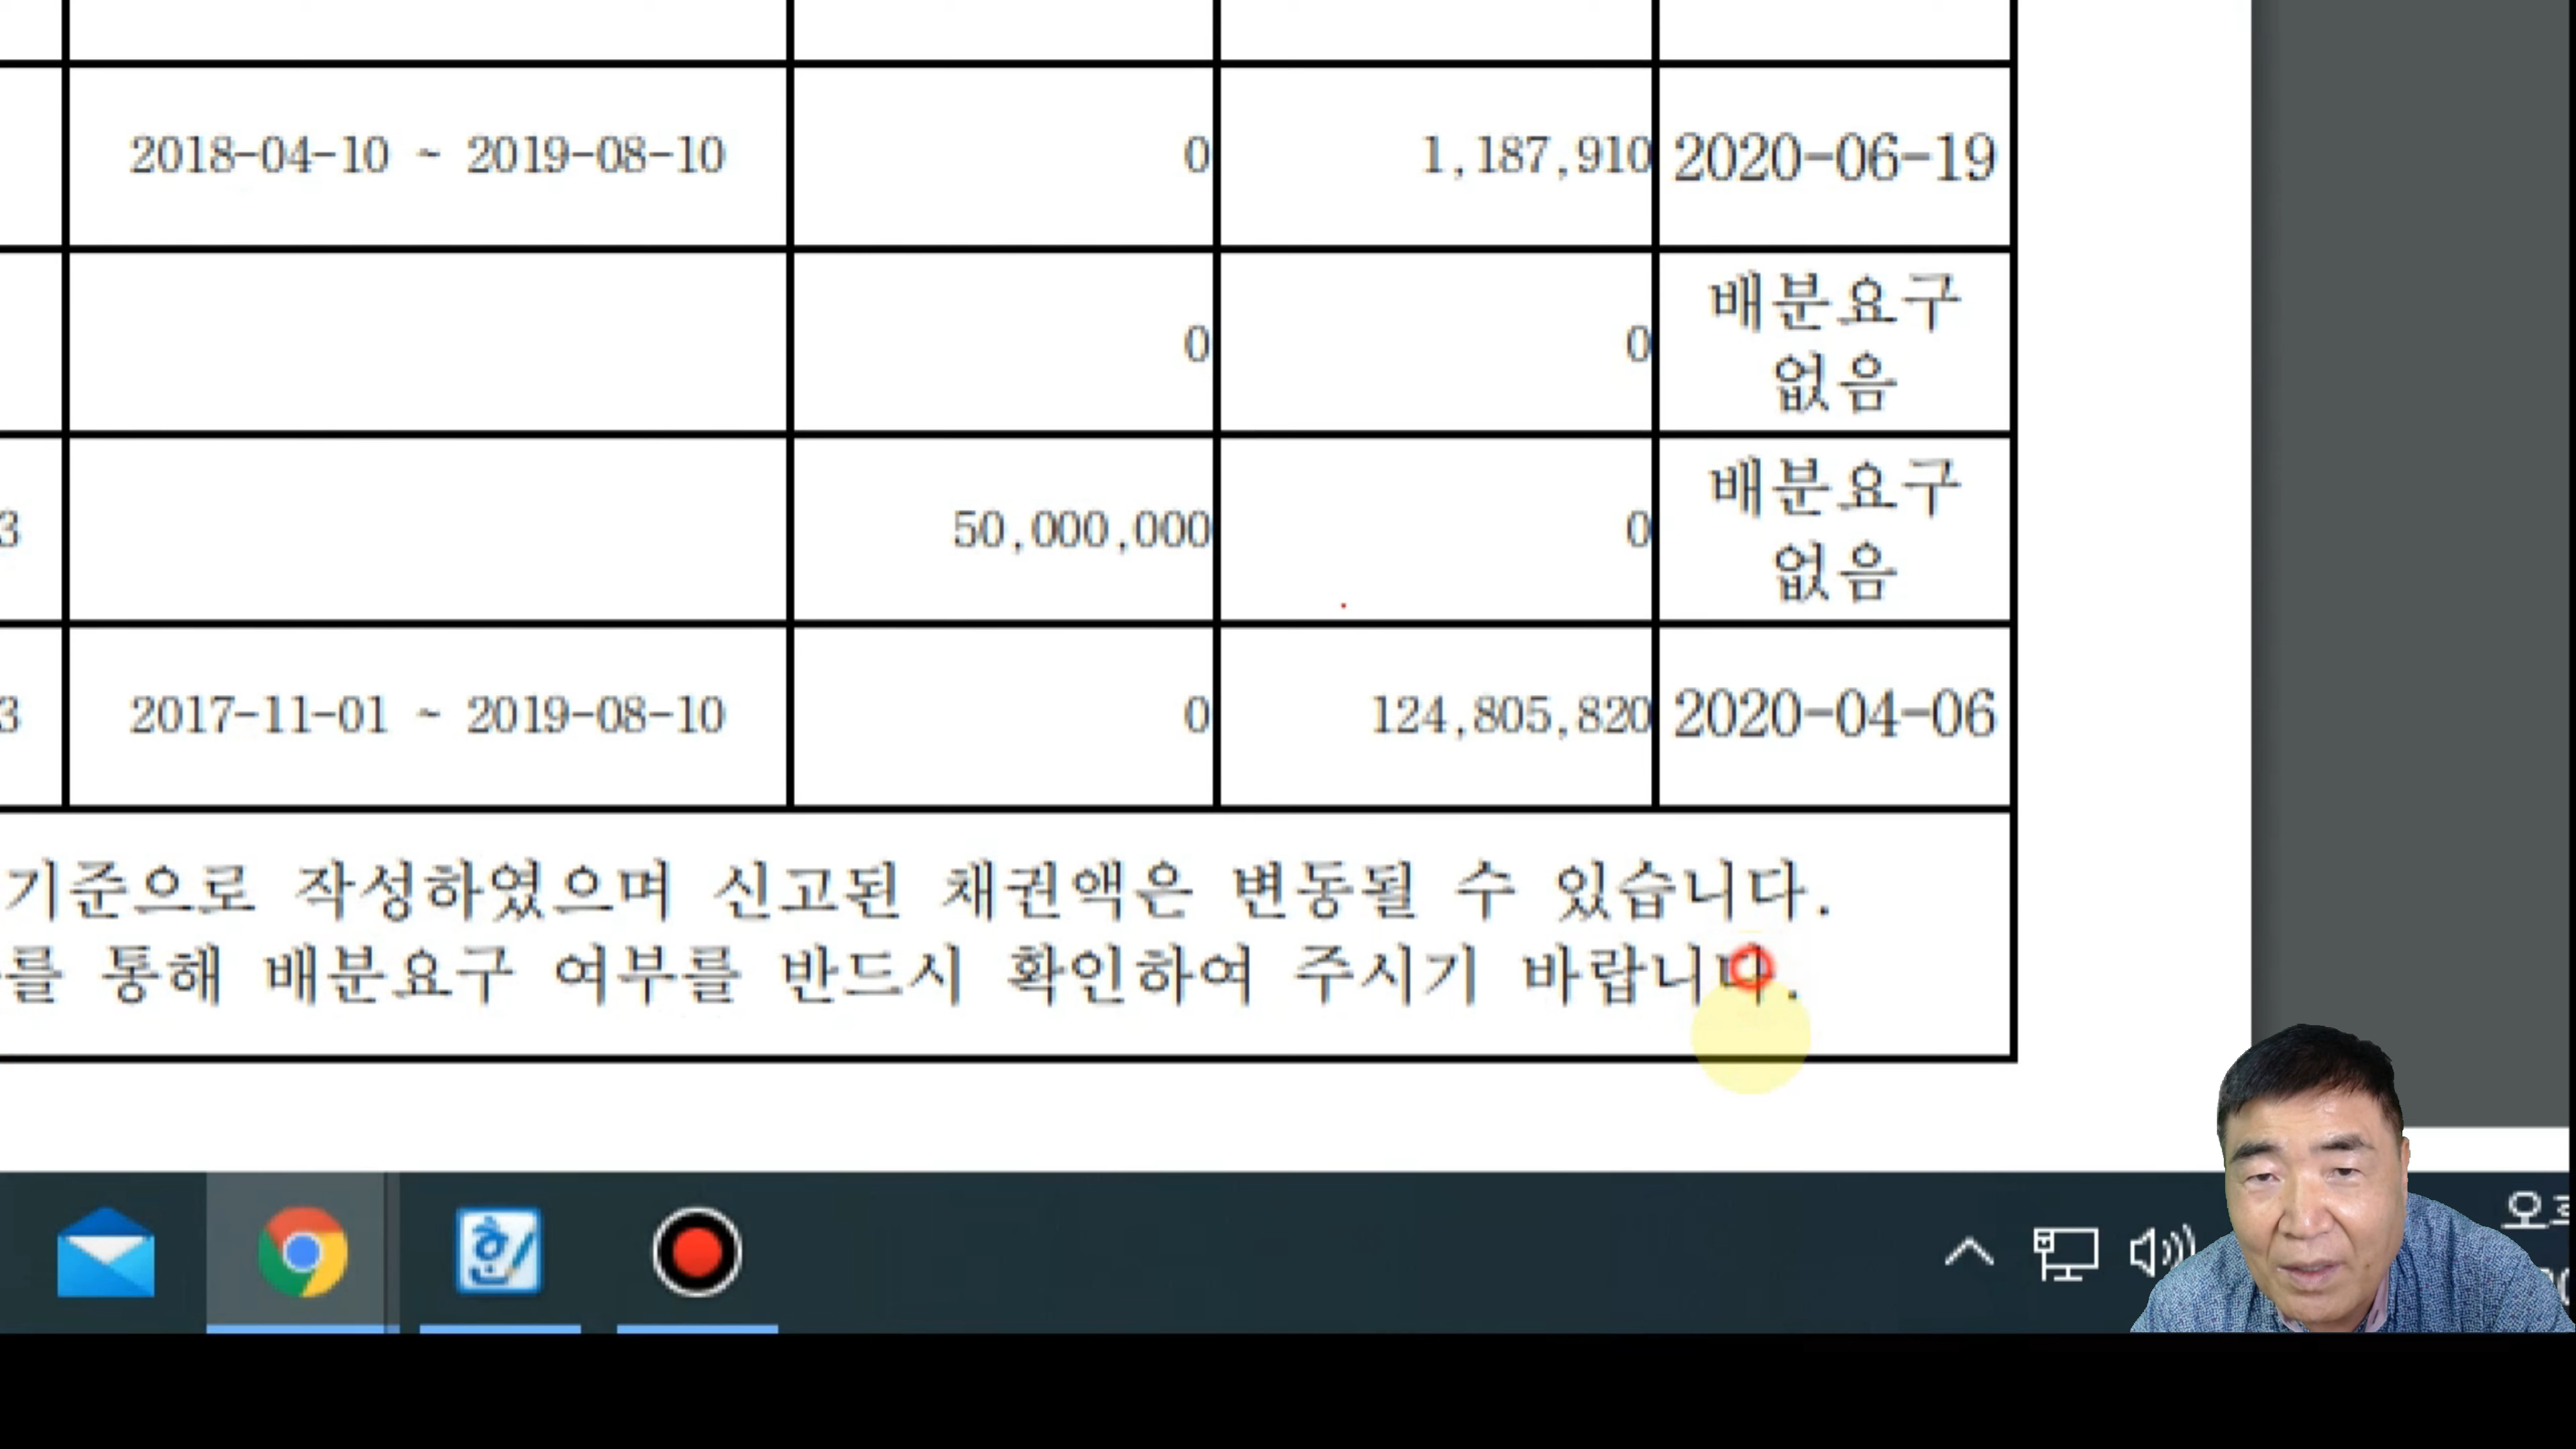 2018-04-10 ~ 2019-08-10 0 1,187,910 2020-06-19
0 0 배분요구
없음
3 50,000,000 0 배분요구
없음
3 2017-11-01 ~ 2019-08-10 0 124,805,820 2020-04-06
기준으로 작성하였으며 신고된 채권액은 변동될 수 있습니다.
를 통해 배분요구 여부를 반드시 확인하여 주시기 바랍니다.
ㅎ
오